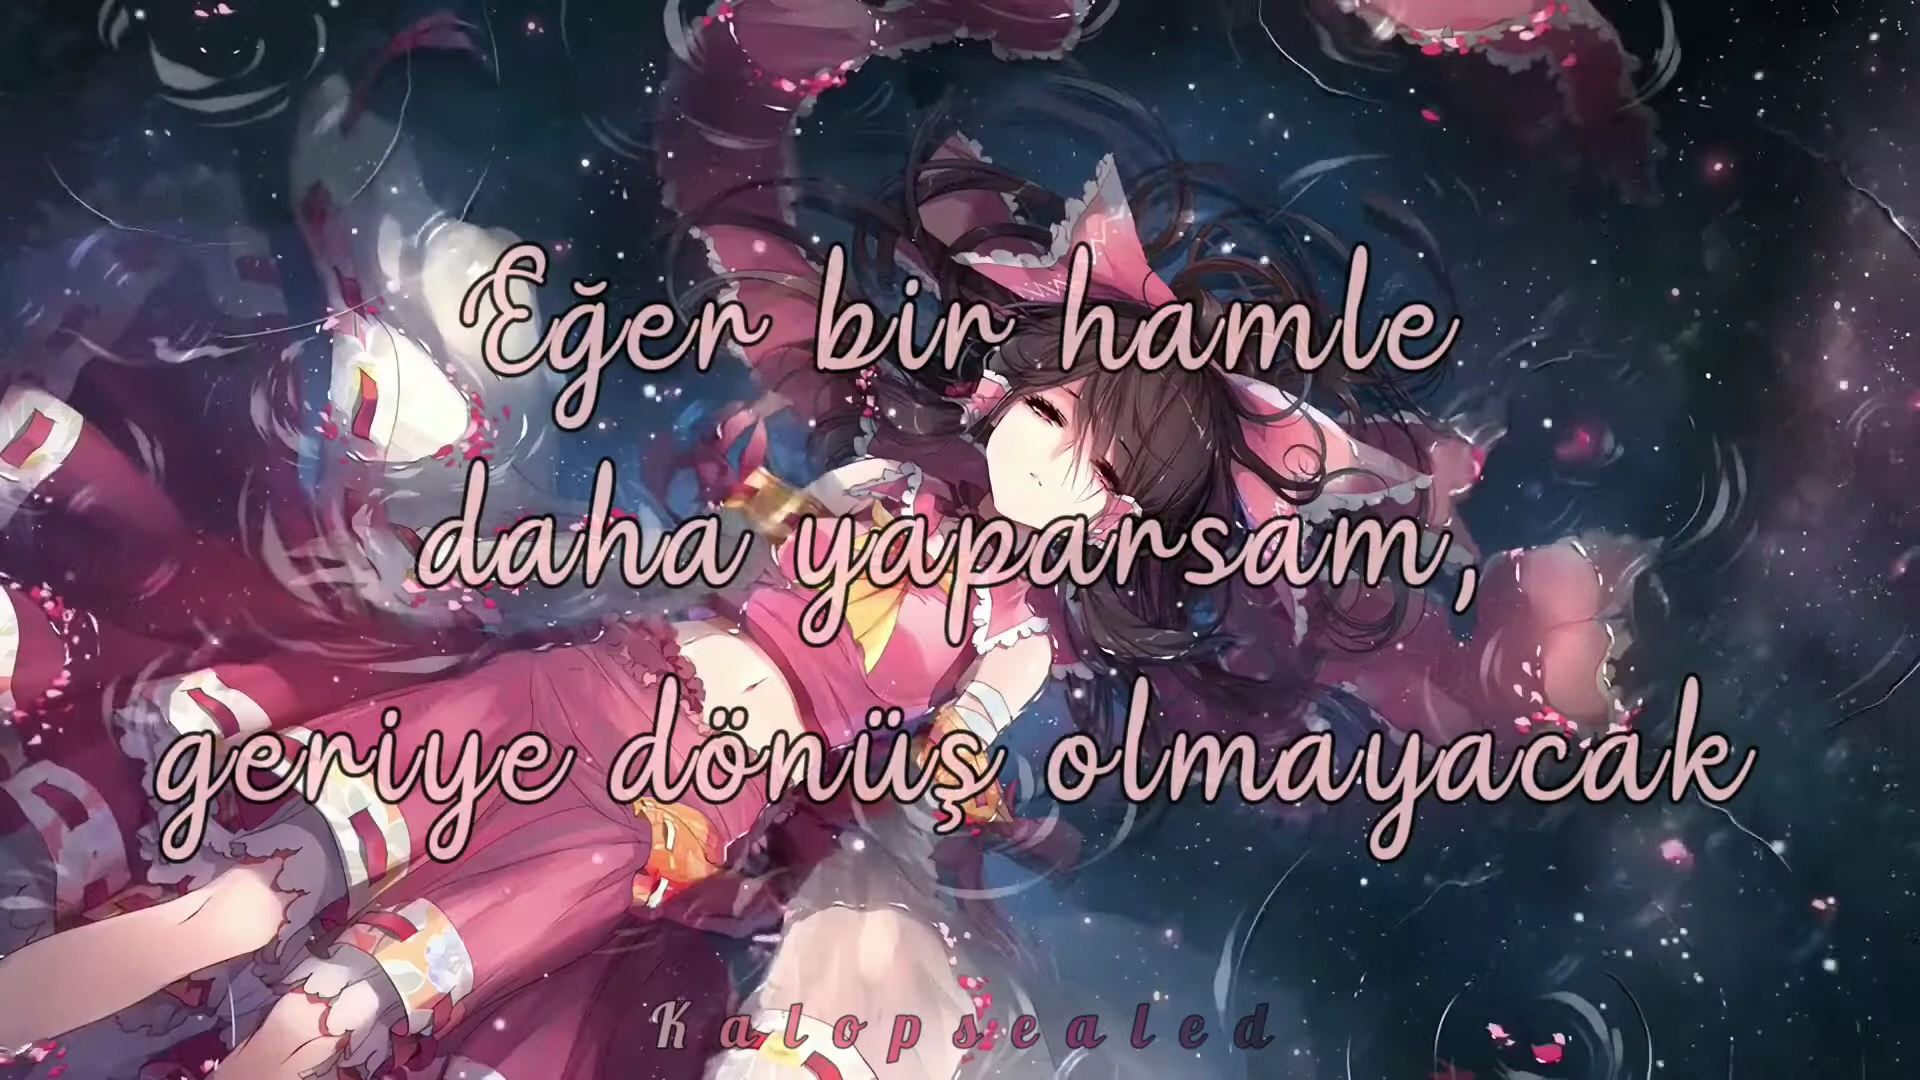 Eğer bir hamle
daha yaparsam,
geriye dönüş olmayacak
Kalopsealed